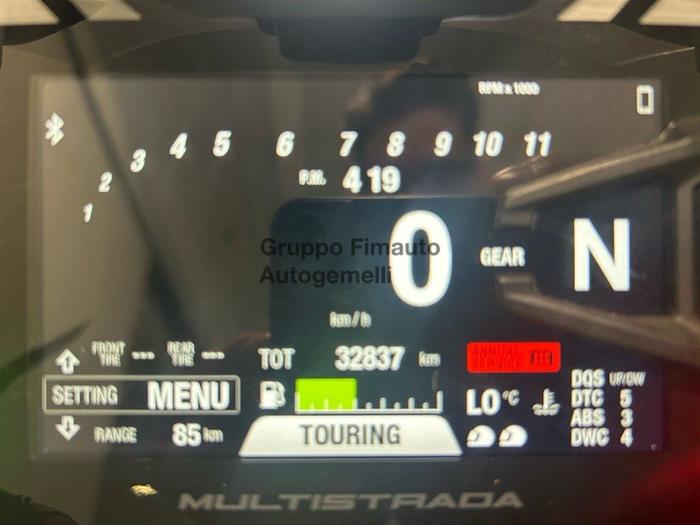 RPM x 1000
1 2 3 4 5 6 7 8 9 10 11
P.M. 4 19
0 GEAR N
Gruppo Fimauto
Autogemelli
km/h
FRONT TIRE --- REAR TIRE ---
TOT 32837 km
ANNUAL SERVICE
SETTING MENU
RANGE 85 km
TOURING
LO °C
DQS UP/DW
DTC 5
ABS 3
DWC 4
MULTISTRADA